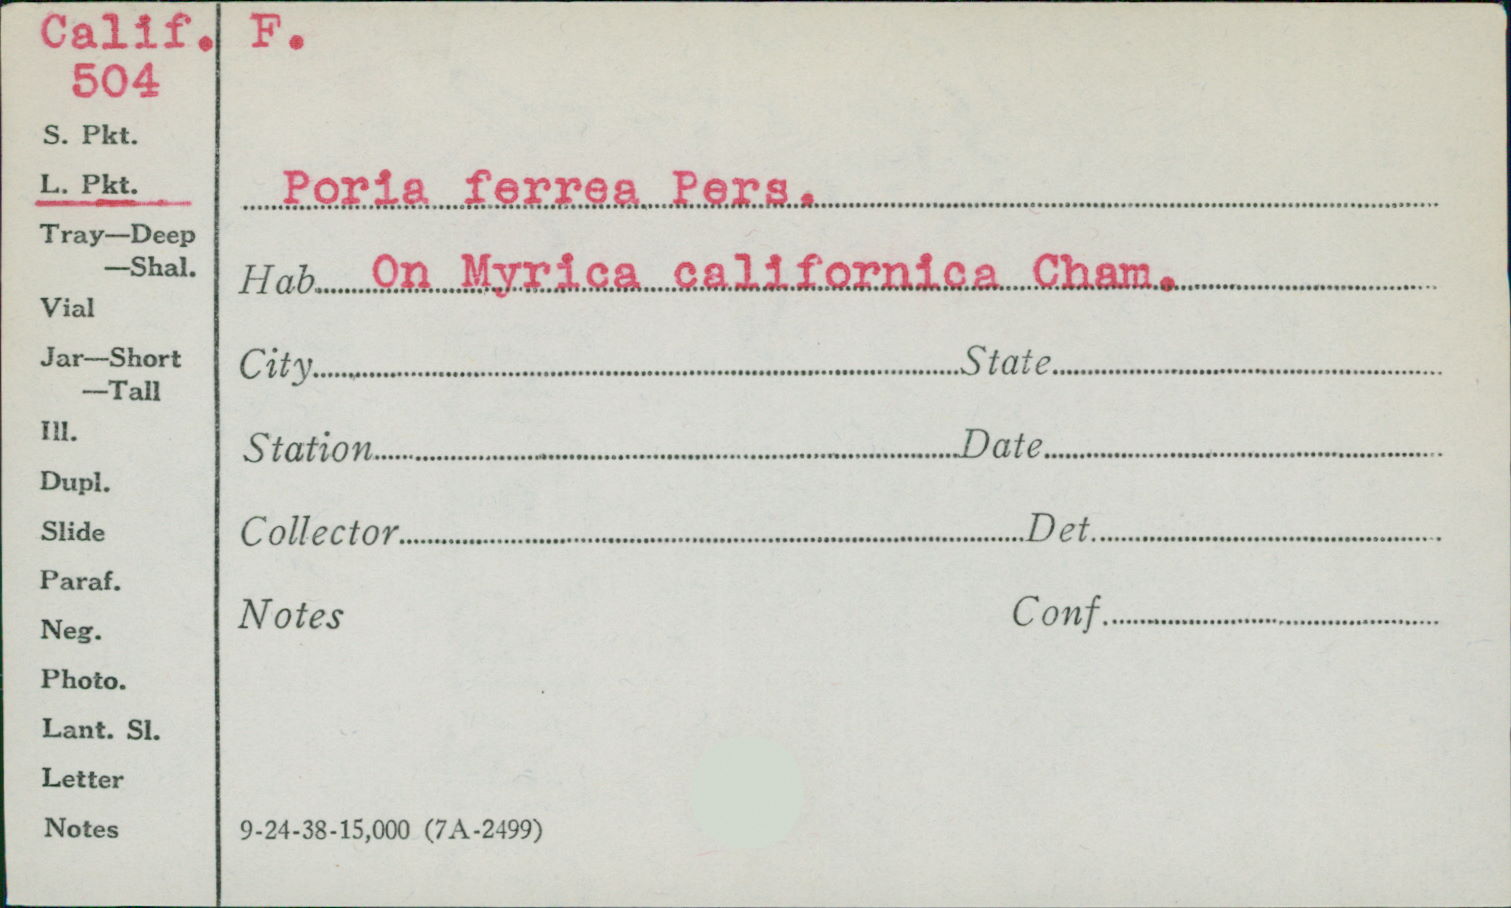 Calif. F.
504
S. Pkt.
L. Pkt.
Poria ferrea Pers.
Tray—Deep
—Shal.
Hab. On Myrica californica Cham.
Vial
Jar—Short
—Tall
City State
Ill.
Station Date
Dupl.
Slide
Collector Det.
Paraf.
Neg.
Notes Conf.
Photo.
Lant. Sl.
Letter
Notes
9-24-38-15,000 (7A-2499)